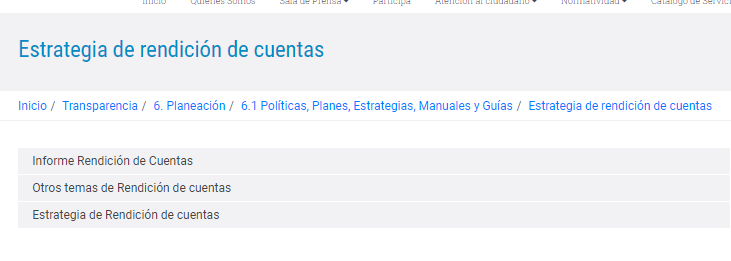 Inicio Quienes Somos Sala de Prensa Participa Atención al ciudadano Normatividad Catálogo de Servici
Estrategia de rendición de cuentas
Inicio / Transparencia / 6. Planeación / 6.1 Políticas, Planes, Estrategias, Manuales y Guías / Estrategia de rendición de cuentas
Informe Rendición de Cuentas
Otros temas de Rendición de cuentas
Estrategia de Rendición de cuentas